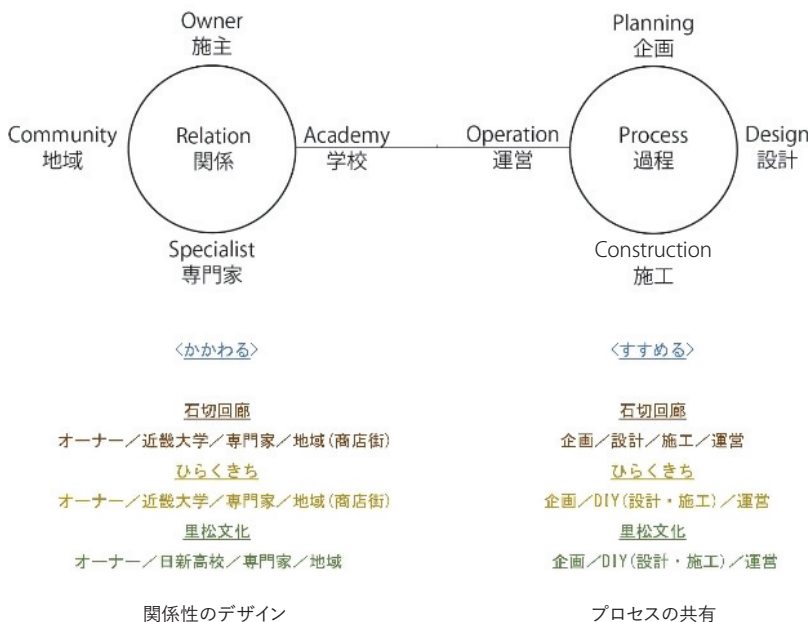 Owner
施主
Community
地域
Relation
関係
Academy
学校
Specialist
専門家
Planning
企画
Operation
運営
Process
過程
Design
設計
Construction
施工
<かかわる>
石切回廊
オーナー/近畿大学/専門家/地域(商店街)
ひらくきち
オーナー/近畿大学/専門家/地域(商店街)
里松文化
オーナー/日新高校/専門家/地域
関係性のデザイン
<すすめる>
石切回廊
企画/設計/施工/運営
ひらくきち
企画/DIY(設計・施工)/運営
里松文化
企画/DIY(設計・施工)/運営
プロセスの共有